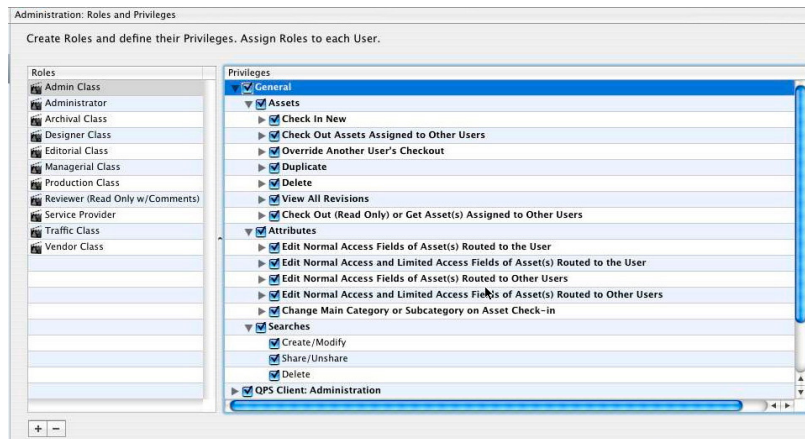 Administration: Roles and Privileges
Create Roles and define their Privileges. Assign Roles to each User.
Roles
Admin Class
Administrator
Archival Class
Designer Class
Editorial Class
Managerial Class
Production Class
Reviewer (Read Only w/Comments)
Service Provider
Traffic Class
Vendor Class
Privileges
General
Assets
Check In New
Check Out Assets Assigned to Other Users
Override Another User's Checkout
Duplicate
Delete
View All Revisions
Check Out (Read Only) or Get Asset(s) Assigned to Other Users
Attributes
Edit Normal Access Fields of Asset(s) Routed to the User
Edit Normal Access and Limited Access Fields of Asset(s) Routed to the User
Edit Normal Access Fields of Asset(s) Routed to Other Users
Edit Normal Access and Limited Access Fields of Asset(s) Routed to Other Users
Change Main Category or Subcategory on Asset Check-in
Searches
Create/Modify
Share/Unshare
Delete
QPS Client: Administration